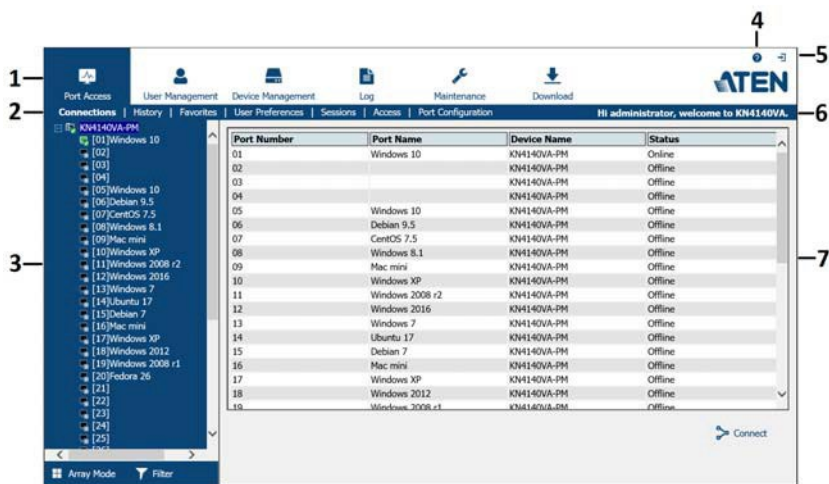 4
5
1
ATEN
Port Access User Management Device Management Log Maintenance Download
2
Connections | History | Favorites | User Preferences | Sessions | Access | Port Configuration Hi administrator, welcome to KN4140VA.
6
KN4140VA-PM
[01]Windows 10
[02]
[03]
[04]
[05]Windows 10
[06]Debian 9.5
[07]CentOS 7.5
[08]Windows 8.1
[09]Mac mini
[10]Windows XP
[11]Windows 2008 r2
[12]Windows 2016
[13]Windows 7
[14]Ubuntu 17
[15]Debian 7
[16]Mac mini
[17]Windows XP
[18]Windows 2012
[19]Windows 2008 r1
[20]Fedora 26
[21]
[22]
[23]
[24]
[25]
3
Array Mode Filter
Port Number Port Name Device Name Status
01 Windows 10 KN4140VA-PM Online
02 KN4140VA-PM Offline
03 KN4140VA-PM Offline
04 KN4140VA-PM Offline
05 Windows 10 KN4140VA-PM Offline
06 Debian 9.5 KN4140VA-PM Offline
07 CentOS 7.5 KN4140VA-PM Offline
08 Windows 8.1 KN4140VA-PM Offline
09 Mac mini KN4140VA-PM Offline
10 Windows XP KN4140VA-PM Offline
11 Windows 2008 r2 KN4140VA-PM Offline
12 Windows 2016 KN4140VA-PM Offline
13 Windows 7 KN4140VA-PM Offline
14 Ubuntu 17 KN4140VA-PM Offline
15 Debian 7 KN4140VA-PM Offline
16 Mac mini KN4140VA-PM Offline
17 Windows XP KN4140VA-PM Offline
18 Windows 2012 KN4140VA-PM Offline
19 Windows 2008 r1 KN4140VA-PM Offline
7
Connect